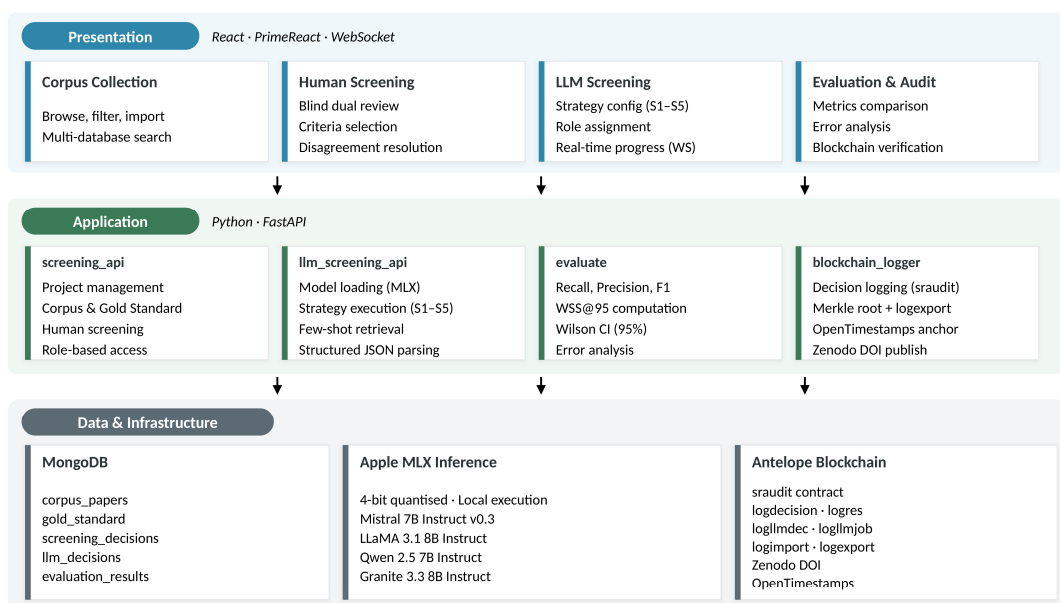 Presentation
React · PrimeReact · WebSocket
Corpus Collection
Browse, filter, import
Multi-database search
Human Screening
Blind dual review
Criteria selection
Disagreement resolution
LLM Screening
Strategy config (S1–S5)
Role assignment
Real-time progress (WS)
Evaluation & Audit
Metrics comparison
Error analysis
Blockchain verification
Application
Python · FastAPI
screening_api
Project management
Corpus & Gold Standard
Human screening
Role-based access
llm_screening_api
Model loading (MLX)
Strategy execution (S1–S5)
Few-shot retrieval
Structured JSON parsing
evaluate
Recall, Precision, F1
WSS@95 computation
Wilson CI (95%)
Error analysis
blockchain_logger
Decision logging (sraudit)
Merkle root + logexport
OpenTimestamps anchor
Zenodo DOI publish
Data & Infrastructure
MongoDB
corpus_papers
gold_standard
screening_decisions
llm_decisions
evaluation_results
Apple MLX Inference
4-bit quantised · Local execution
Mistral 7B Instruct v0.3
LLaMA 3.1 8B Instruct
Qwen 2.5 7B Instruct
Granite 3.3 8B Instruct
Antelope Blockchain
sraudit contract
logdecision · logres
logllmdec · logllmjob
logimport · logexport
Zenodo DOI
OpenTimestamps